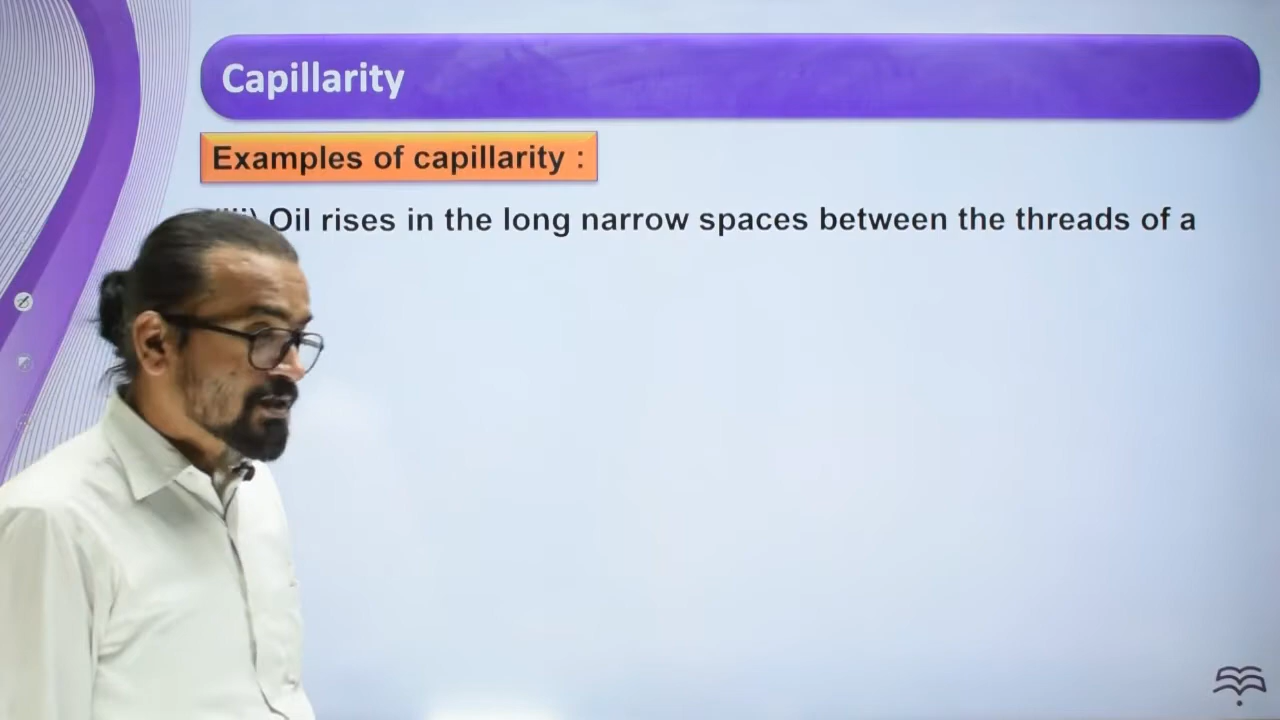 Capillarity
Examples of capillarity :
Oil rises in the long narrow spaces between the threads of a